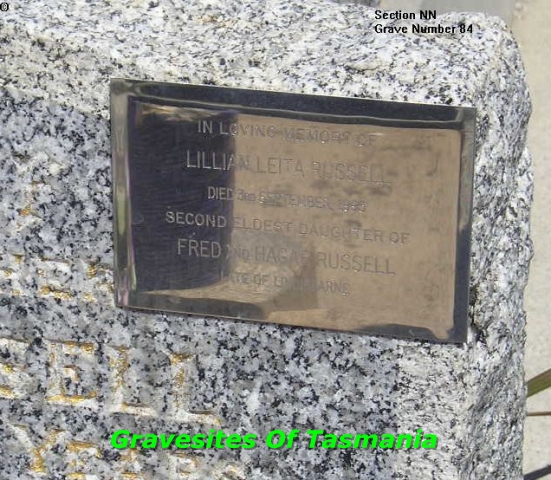 ©
Section NN
Grave Number 84
IN LOVING MEMORY OF
LILLIAN LEITA RUSSELL
DIED 3RD SEPTEMBER
SECOND ELDEST DAUGHTER OF
FRED AND HAGAR RUSSELL
LATE OF
SELL
Gravesites Of Tasmania